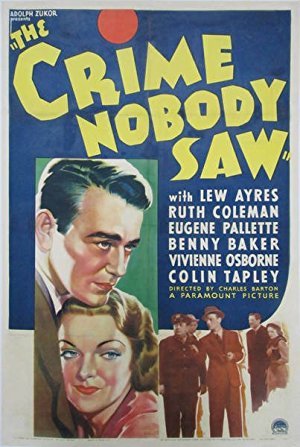 ADOLPH ZUKOR
presents
"THE
CRIME
NOBODY
SAW"
with LEW AYRES
RUTH COLEMAN
EUGENE PALLETTE
BENNY BAKER
VIVIENNE OSBORNE
COLIN TAPLEY
DIRECTED BY CHARLES BARTON
A PARAMOUNT PICTURE